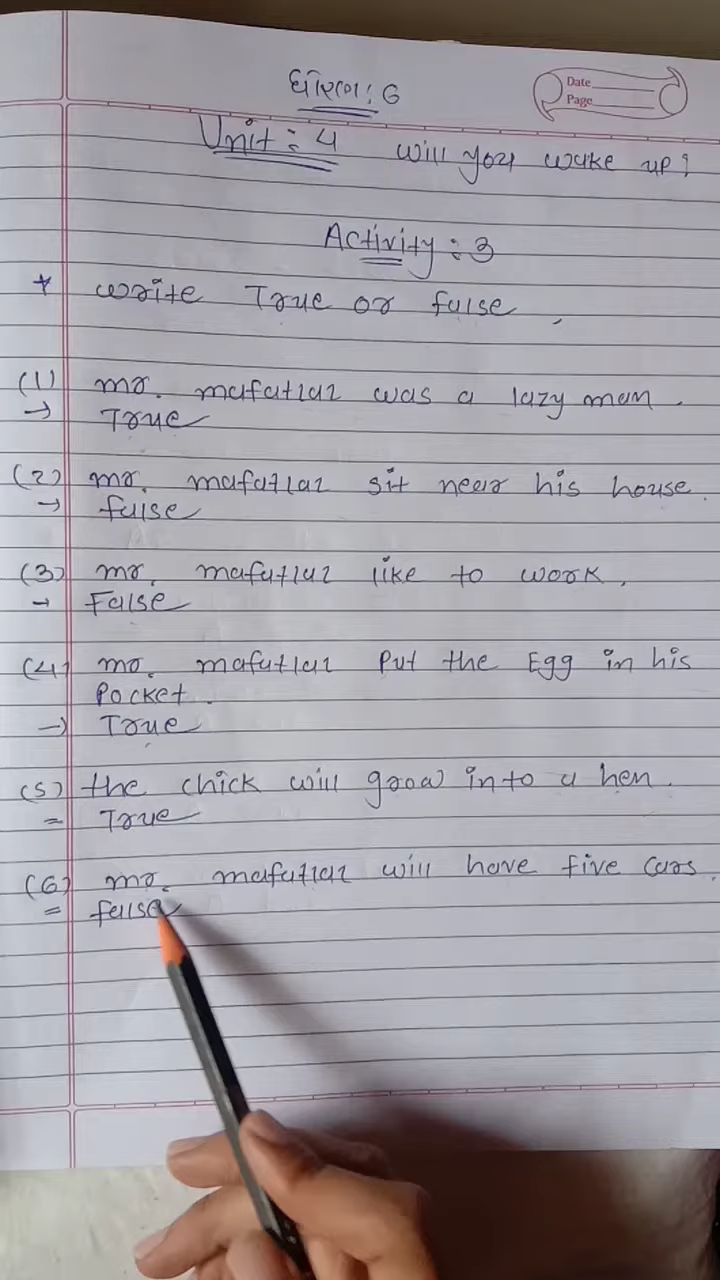 ધોરણ : 6
Date
Page
Unit : 4 will you wake up ?
Activity : 3
* write True or false .
(1) mr. mafatlal was a lazy man .
→ True
(2) mr. mafatlal sit near his house .
→ false
(3) mr. mafatlal like to work .
→ False
(4) mr. mafatlal Put the Egg in his
Pocket .
→ True
(5) the chick will grow in to a hen .
= True
(6) mr. mafatlal will have five cars .
= false